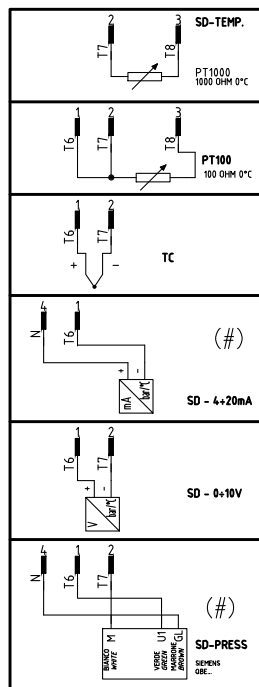 2 3 SD-TEMP.
T7 T8
PT1000
1000 OHM 0°C
1 2 3
T6 T7 T8
PT100
100 OHM 0°C
1 2
T6 T7
+ -
TC
4 1
N T6
(#)
+ -
mA bar/°C
SD - 4÷20mA
1 2
T6 T7
+ -
V bar/°C
SD - 0÷10V
4 1 2
N T6 T7
(#)
M U1 GL
BIANCO
WHITE
VERDE
GREEN
MARRONE
BROWN
SD-PRESS
SIEMENS
QBE...